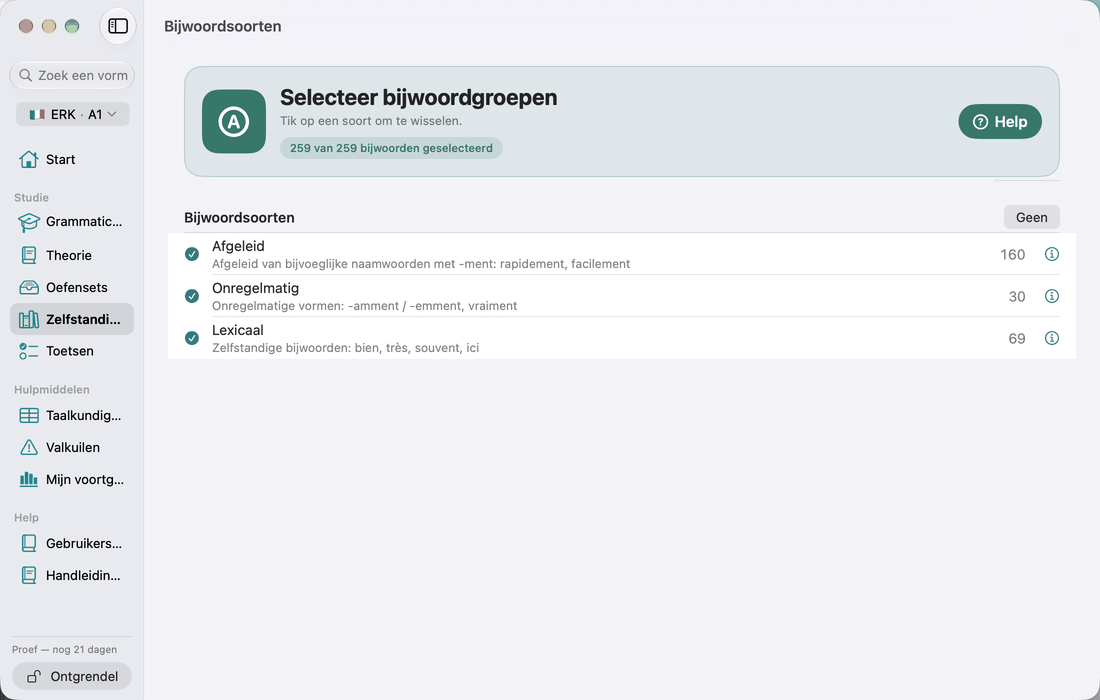 Bijwoordsoorten
Zoek een vorm
ERK · A1
Start
Studie
Grammatic...
Theorie
Oefensets
Zelfstandi...
Toetsen
Hulpmiddelen
Taalkundig...
Valkuilen
Mijn voortg...
Help
Gebruikers...
Handleidin...
Proef — nog 21 dagen
Ontgrendel
A
Selecteer bijwoordgroepen
Tik op een soort om te wisselen.
259 van 259 bijwoorden geselecteerd
Help
Bijwoordsoorten
Geen
Afgeleid
Afgeleid van bijvoeglijke naamwoorden met -ment: rapidement, facilement
160
Onregelmatig
Onregelmatige vormen: -amment / -emment, vraiment
30
Lexicaal
Zelfstandige bijwoorden: bien, très, souvent, ici
69